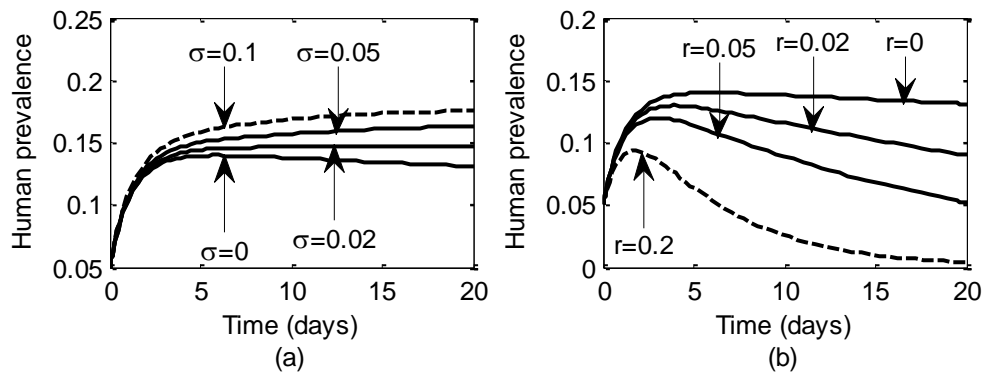 0.25
0.2
0.15
0.1
0.05
Human prevalence
σ=0.1
σ=0.05
σ=0
σ=0.02
0 5 10 15 20
Time (days)
(a)
0.2
0.15
0.1
0.05
0
Human prevalence
r=0.05
r=0.02
r=0
r=0.2
0 5 10 15 20
Time (days)
(b)